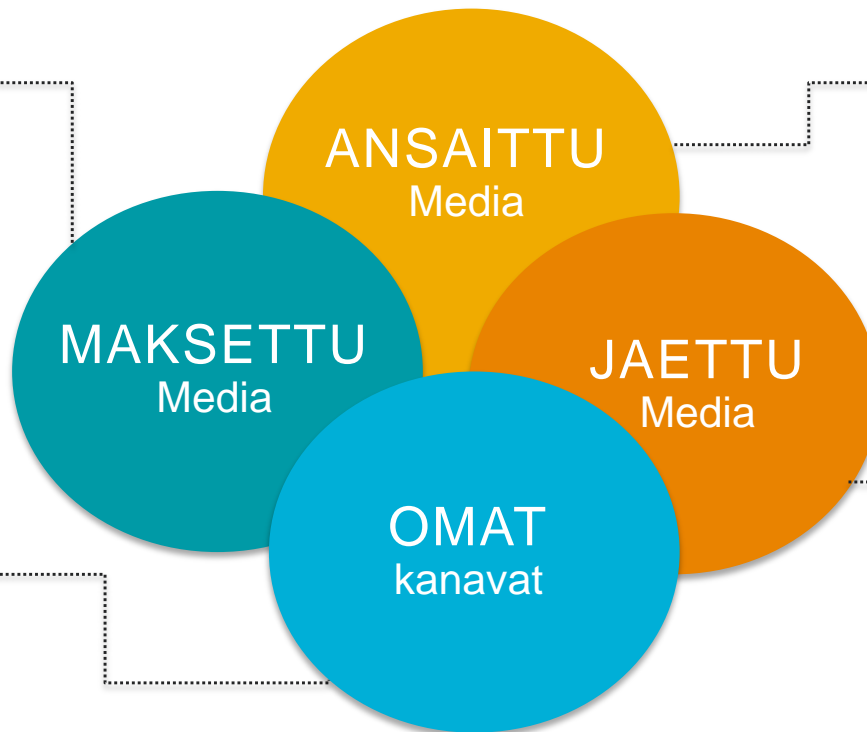 ANSAITTU
Media
MAKSETTU
Media
JAETTU
Media
OMAT
kanavat